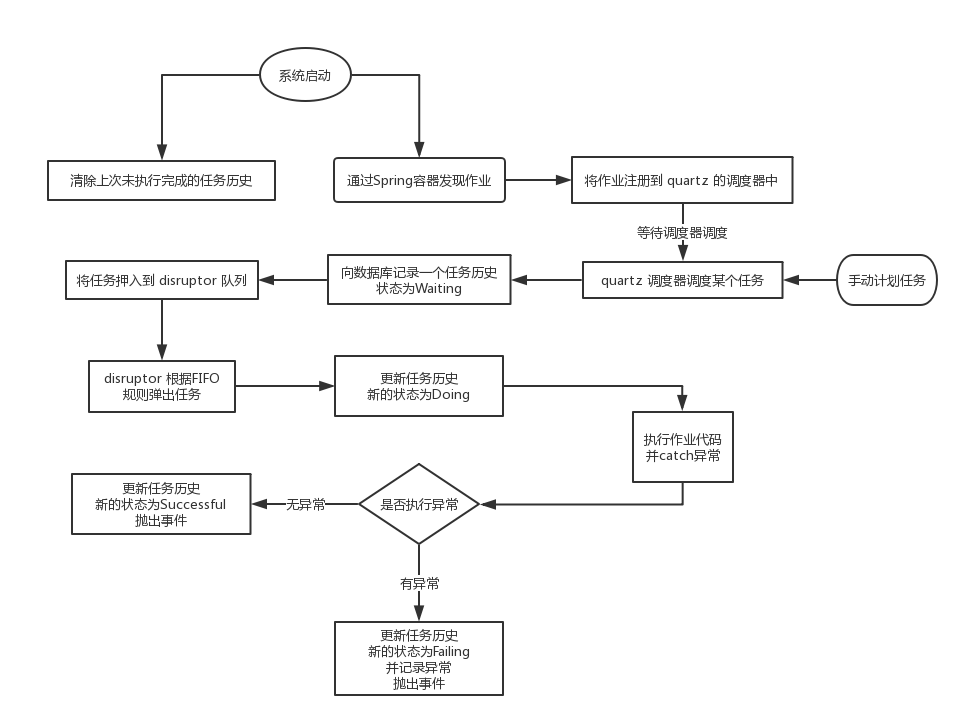 系统启动
清除上次未执行完成的任务历史
通过Spring容器发现作业
将作业注册到 quartz 的调度器中
等待调度器调度
将任务押入到 disruptor 队列
向数据库记录一个任务历史
状态为Waiting
quartz 调度器调度某个任务
手动计划任务
disruptor 根据FIFO
规则弹出任务
更新任务历史
新的状态为Doing
执行作业代码
并catch异常
更新任务历史
新的状态为Successful
抛出事件
无异常
是否执行异常
有异常
更新任务历史
新的状态为Failing
并记录异常
抛出事件